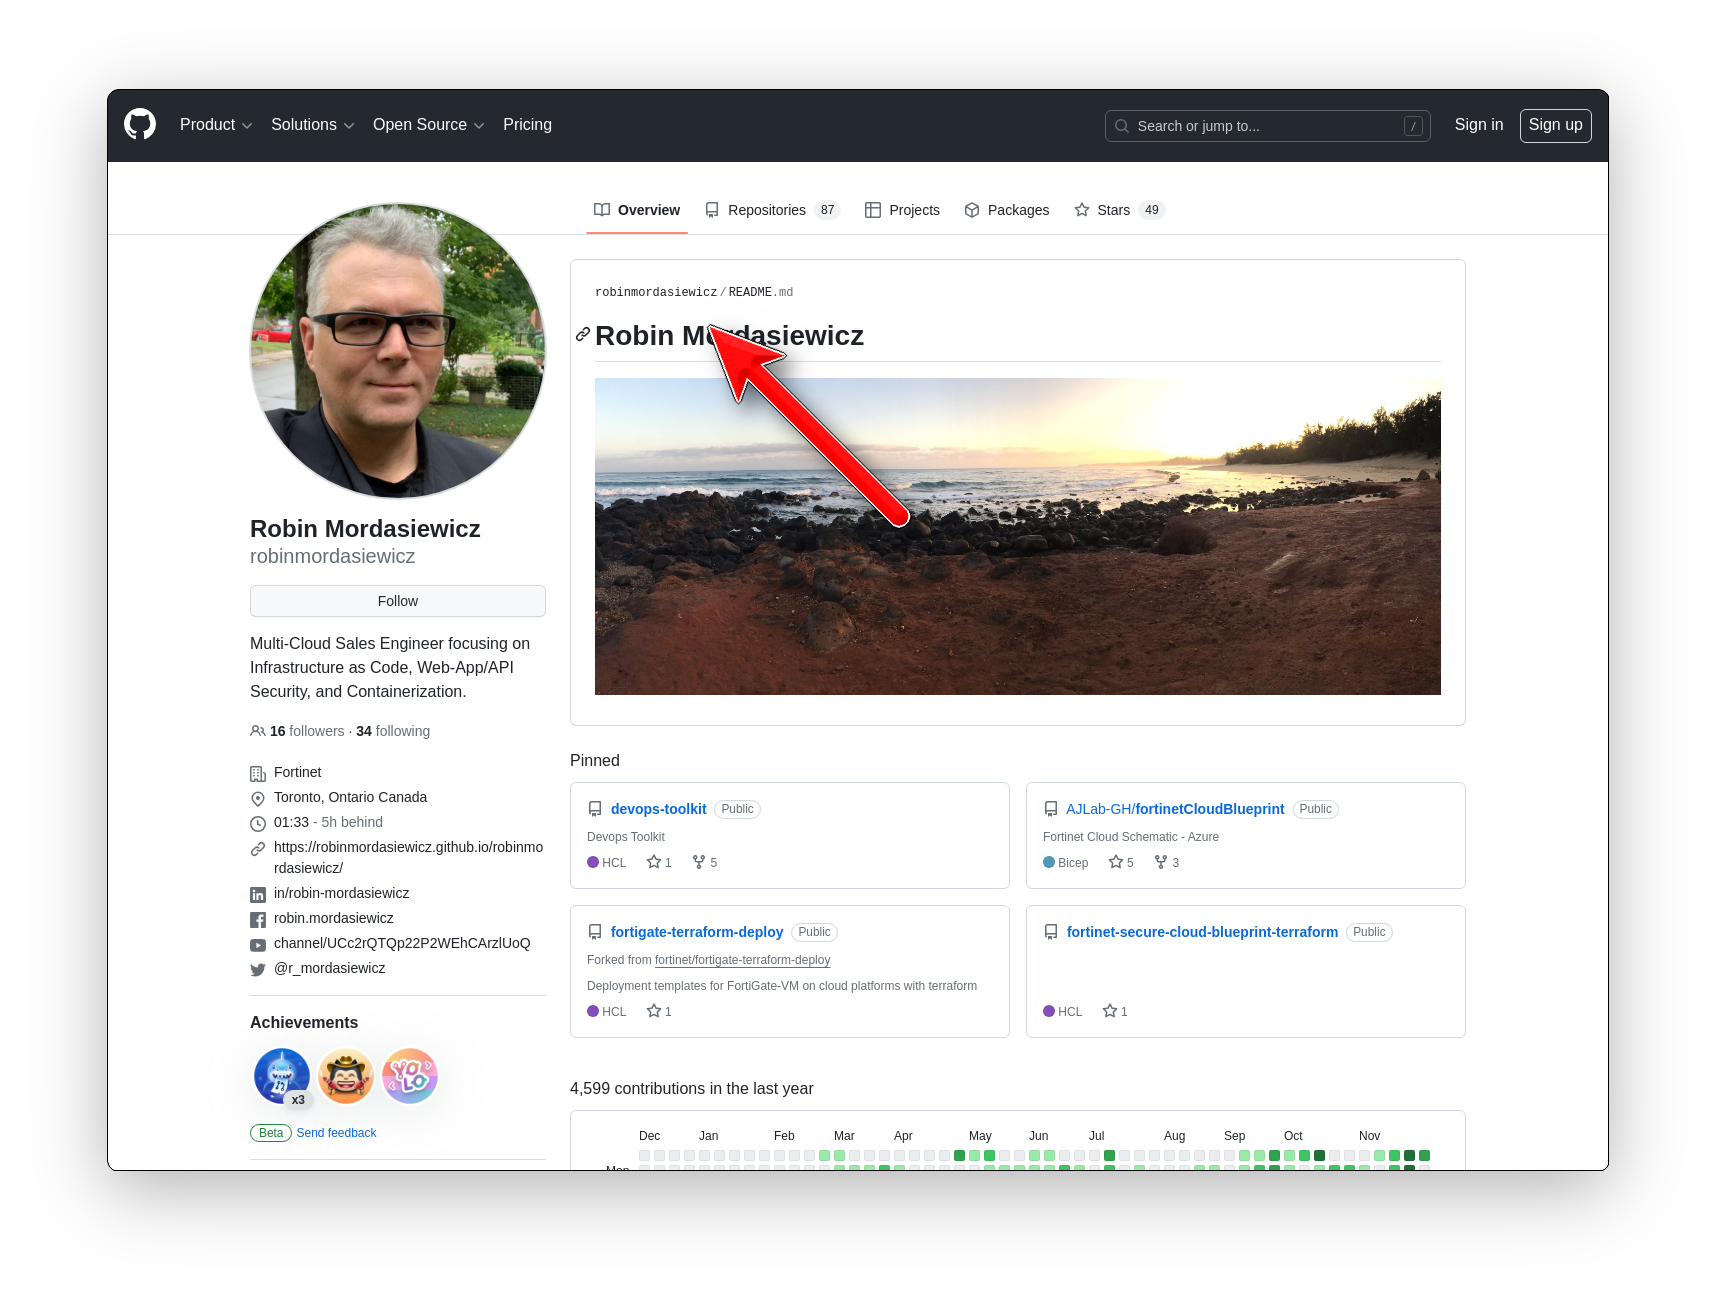 Product Solutions Open Source Pricing Search or jump to... / Sign in Sign up
Overview Repositories 87 Projects Packages Stars 49
robinmordasiewicz/README.md
Robin Mordasiewicz
Robin Mordasiewicz
robinmordasiewicz
Follow
Multi-Cloud Sales Engineer focusing on
Infrastructure as Code, Web-App/API
Security, and Containerization.
16 followers · 34 following
Fortinet
Toronto, Ontario Canada
01:33 - 5h behind
https://robinmordasiewicz.github.io/robinmo
rdasiewicz/
in/robin-mordasiewicz
robin.mordasiewicz
channel/UCc2rQTQp22P2WEhCArzlUoQ
@r_mordasiewicz
Achievements
x3
YOLO
Beta Send feedback
Pinned
devops-toolkit Public
Devops Toolkit
HCL 1 5
AJLab-GH/fortinetCloudBlueprint Public
Fortinet Cloud Schematic - Azure
Bicep 5 3
fortigate-terraform-deploy Public
Forked from fortinet/fortigate-terraform-deploy
Deployment templates for FortiGate-VM on cloud platforms with terraform
HCL 1
fortinet-secure-cloud-blueprint-terraform Public
HCL 1
4,599 contributions in the last year
Dec Jan Feb Mar Apr May Jun Jul Aug Sep Oct Nov
Mon